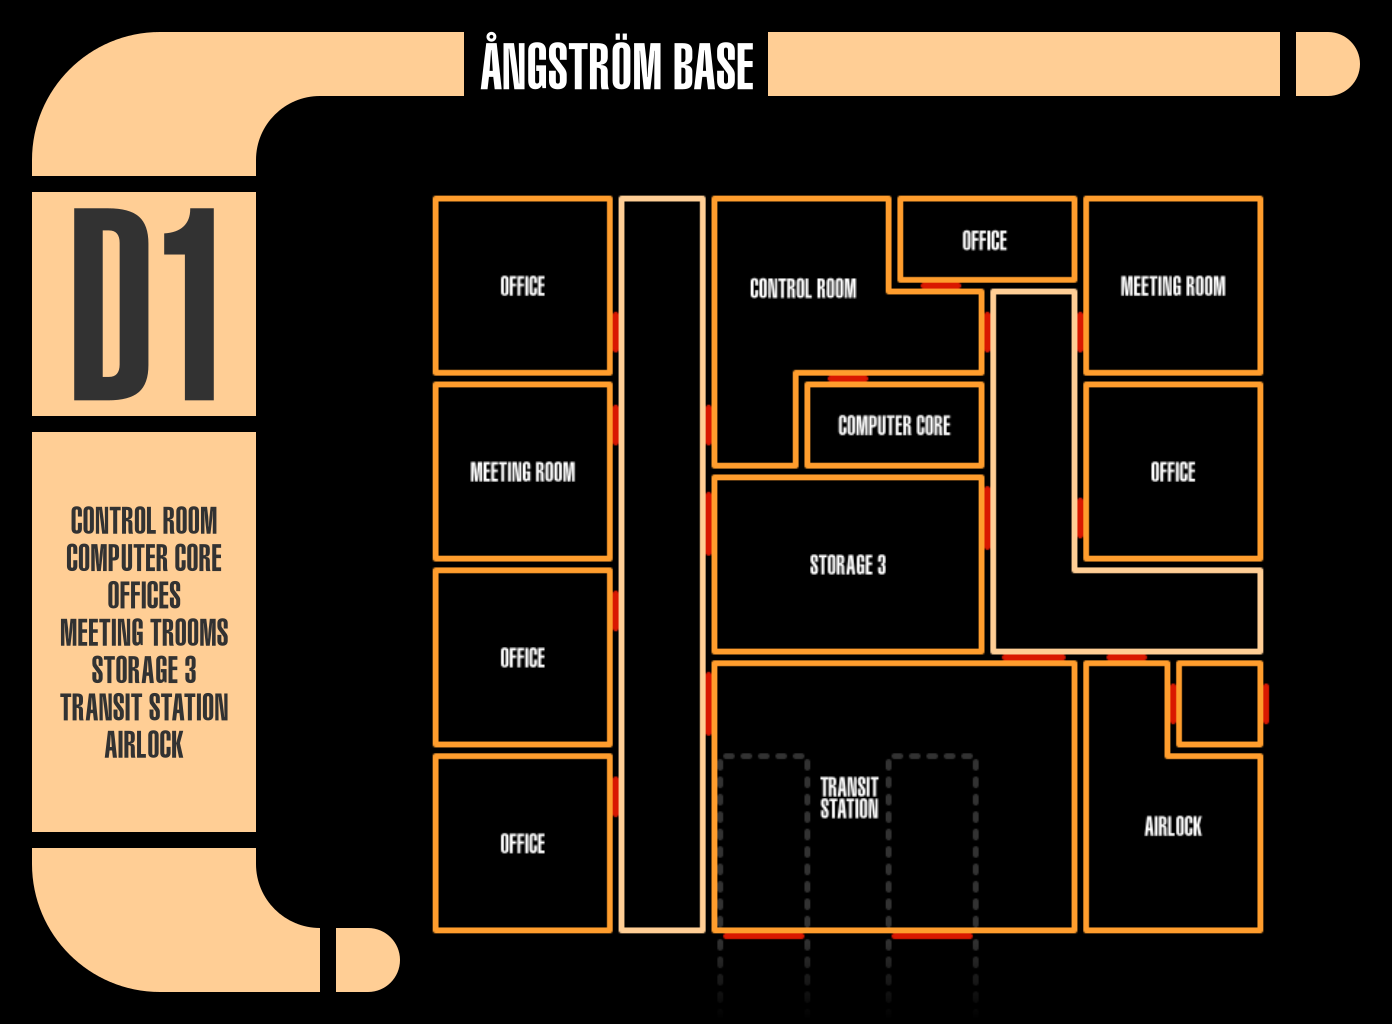 ÅNGSTRÖM BASE
D1
CONTROL ROOM
COMPUTER CORE
OFFICES
MEETING TROOMS
STORAGE 3
TRANSIT STATION
AIRLOCK
OFFICE
CONTROL ROOM
OFFICE
MEETING ROOM
MEETING ROOM
COMPUTER CORE
OFFICE
STORAGE 3
OFFICE
TRANSIT
STATION
AIRLOCK
OFFICE